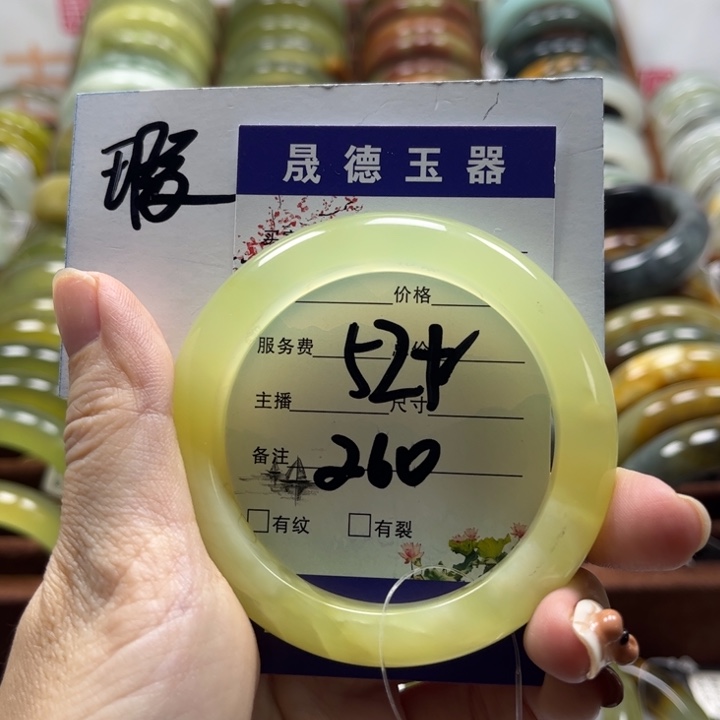 瑕
晟德玉器
价格
服务费
524
主播 尺寸
备注 260
□有纹 □有裂